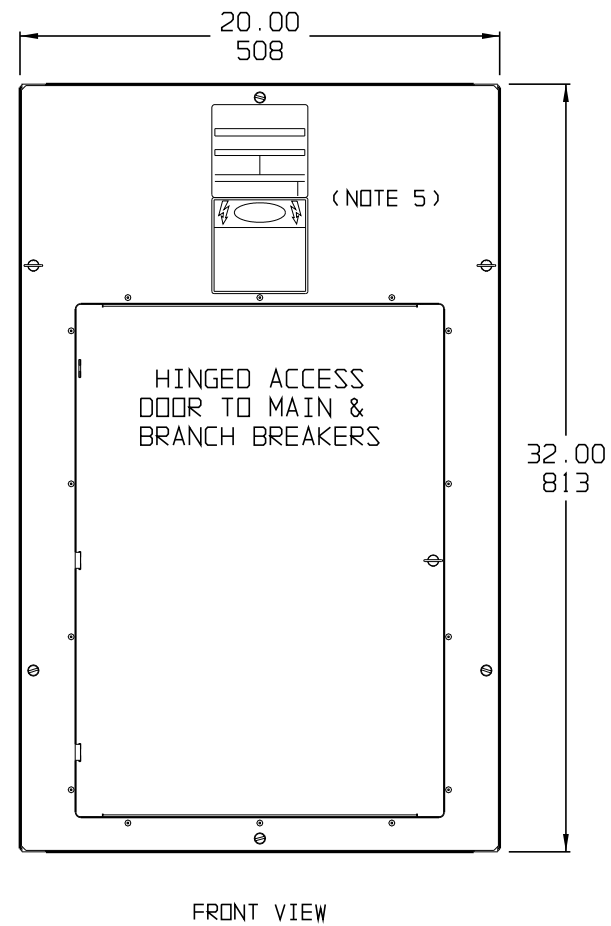 20.00
508
(NOTE 5)
HINGED ACCESS
DOOR TO MAIN &
BRANCH BREAKERS
32.00
813
FRONT VIEW